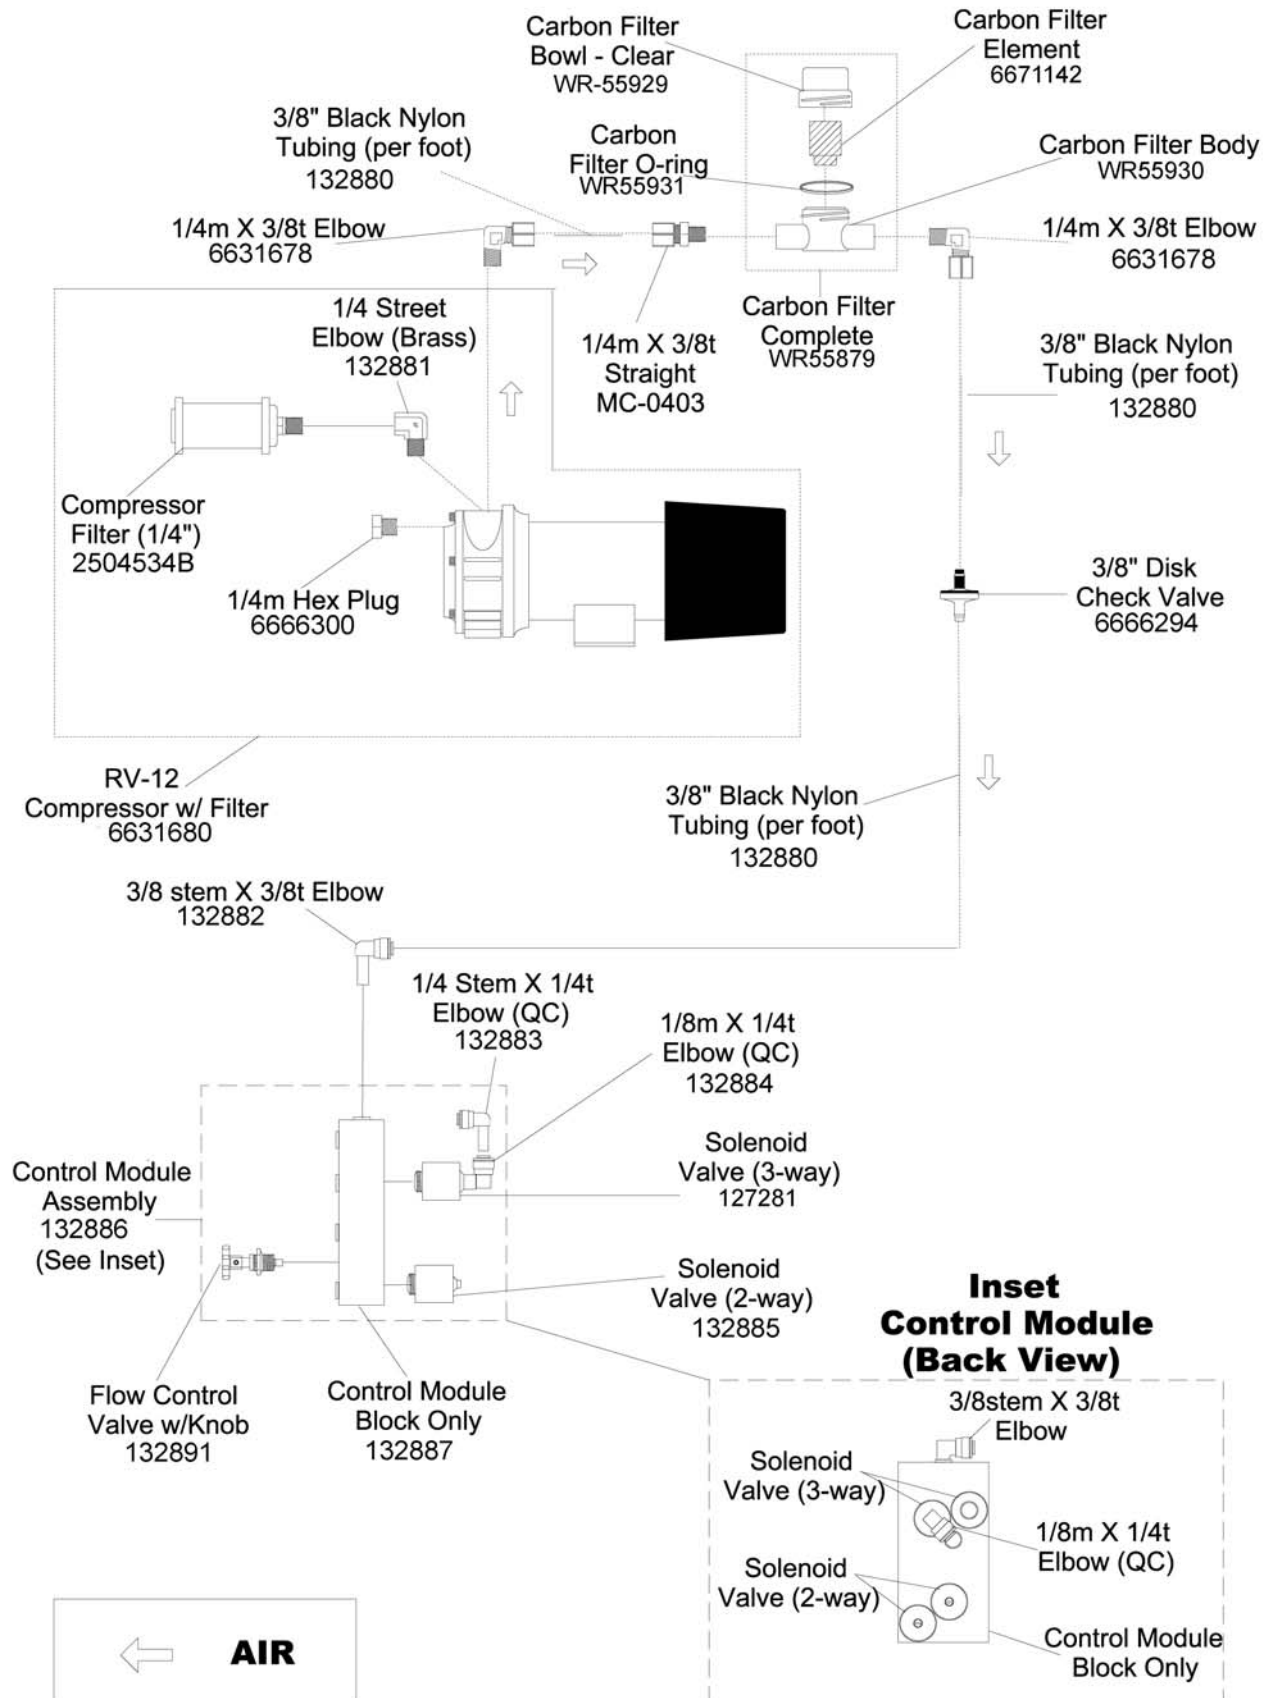 Carbon Filter
Bowl - Clear
WR-55929
Carbon Filter
Element
6671142
3/8" Black Nylon
Tubing (per foot)
132880
Carbon
Filter O-ring
WR55931
Carbon Filter Body
WR55930
1/4m X 3/8t Elbow
6631678
1/4m X 3/8t Elbow
6631678
1/4 Street
Elbow (Brass)
132881
1/4m X 3/8t
Straight
MC-0403
Carbon Filter
Complete
WR55879
3/8" Black Nylon
Tubing (per foot)
132880
Compressor
Filter (1/4")
2504534B
1/4m Hex Plug
6666300
3/8" Disk
Check Valve
6666294
RV-12
Compressor w/ Filter
6631680
3/8" Black Nylon
Tubing (per foot)
132880
3/8 stem X 3/8t Elbow
132882
1/4 Stem X 1/4t
Elbow (QC)
132883
1/8m X 1/4t
Elbow (QC)
132884
Solenoid
Valve (3-way)
127281
Control Module
Assembly
132886
(See Inset)
Solenoid
Valve (2-way)
132885
Flow Control
Valve w/Knob
132891
Control Module
Block Only
132887
Inset
Control Module
(Back View)
3/8stem X 3/8t
Elbow
Solenoid
Valve (3-way)
1/8m X 1/4t
Elbow (QC)
Solenoid
Valve (2-way)
Control Module
Block Only
AIR